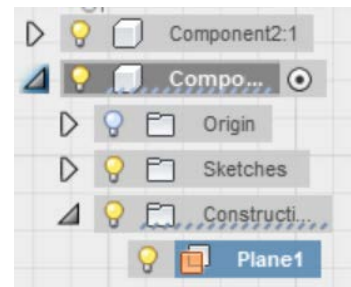 Component2:1
Compo...
Origin
Sketches
Constructi...
Plane1